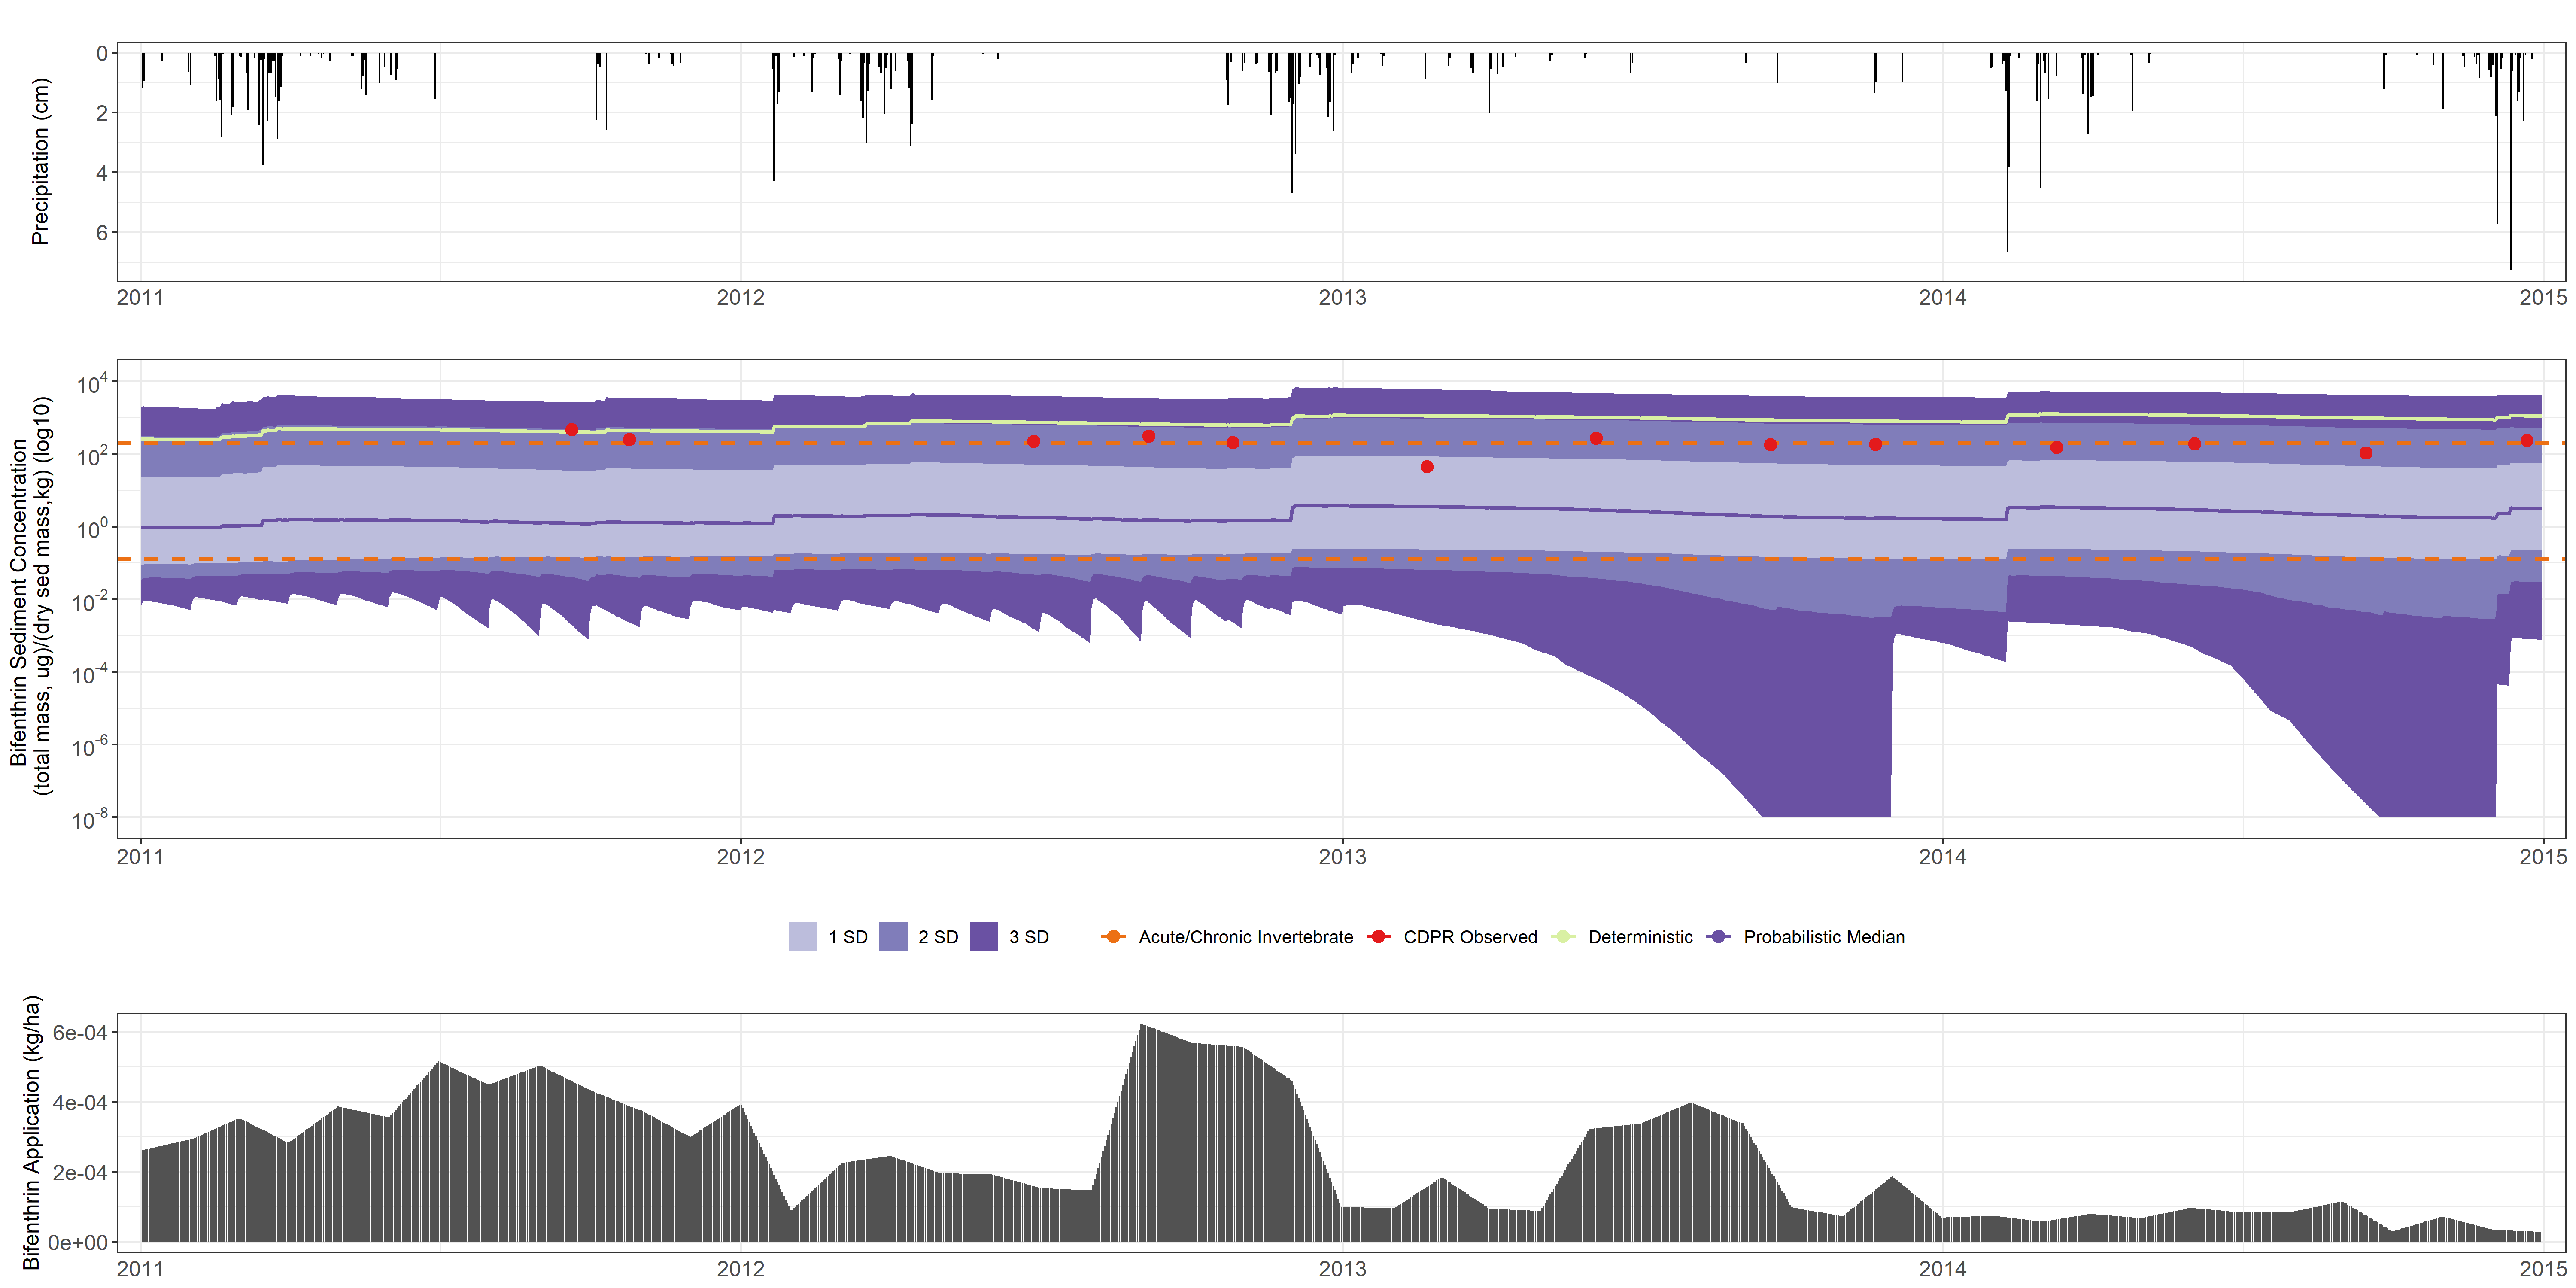 Precipitation (cm)
0
2
4
6
2011 2012 2013 2014 2015
Bifenthrin Sediment Concentration
(total mass, ug)/(dry sed mass,kg) (log10)
10^4
10^2
10^0
10^-2
10^-4
10^-6
10^-8
2011 2012 2013 2014 2015
1 SD 2 SD 3 SD Acute/Chronic Invertebrate CDPR Observed Deterministic Probabilistic Median
Bifenthrin Application (kg/ha)
6e-04
4e-04
2e-04
0e+00
2011 2012 2013 2014 2015